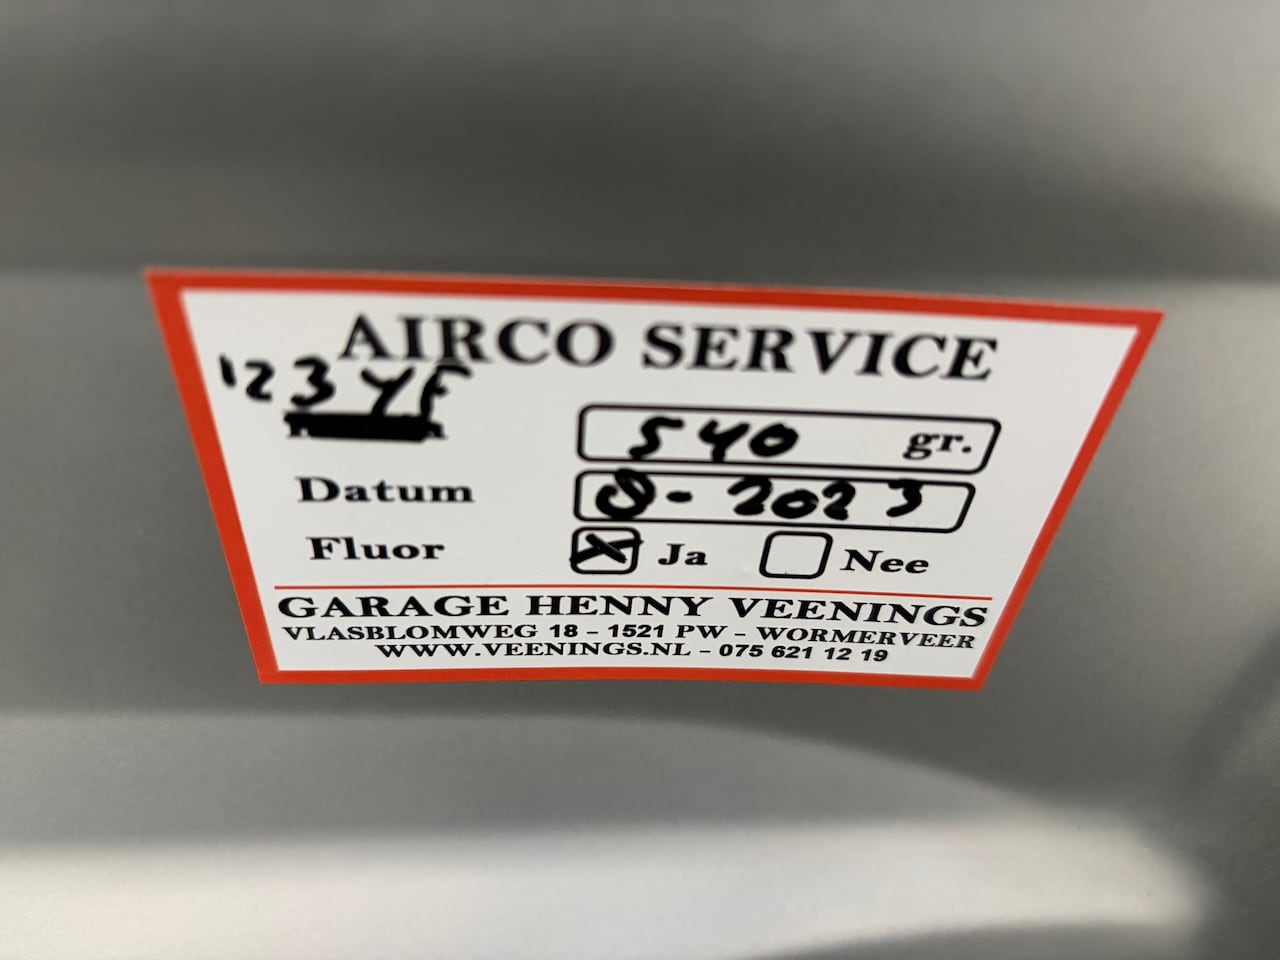 AIRCO SERVICE
1234yf
540 gr.
Datum 8-2023
Fluor X Ja Nee
GARAGE HENNY VEENINGS
VLASBLOMWEG 18 - 1521 PW - WORMERVEER
WWW.VEENINGS.NL - 075 621 12 19